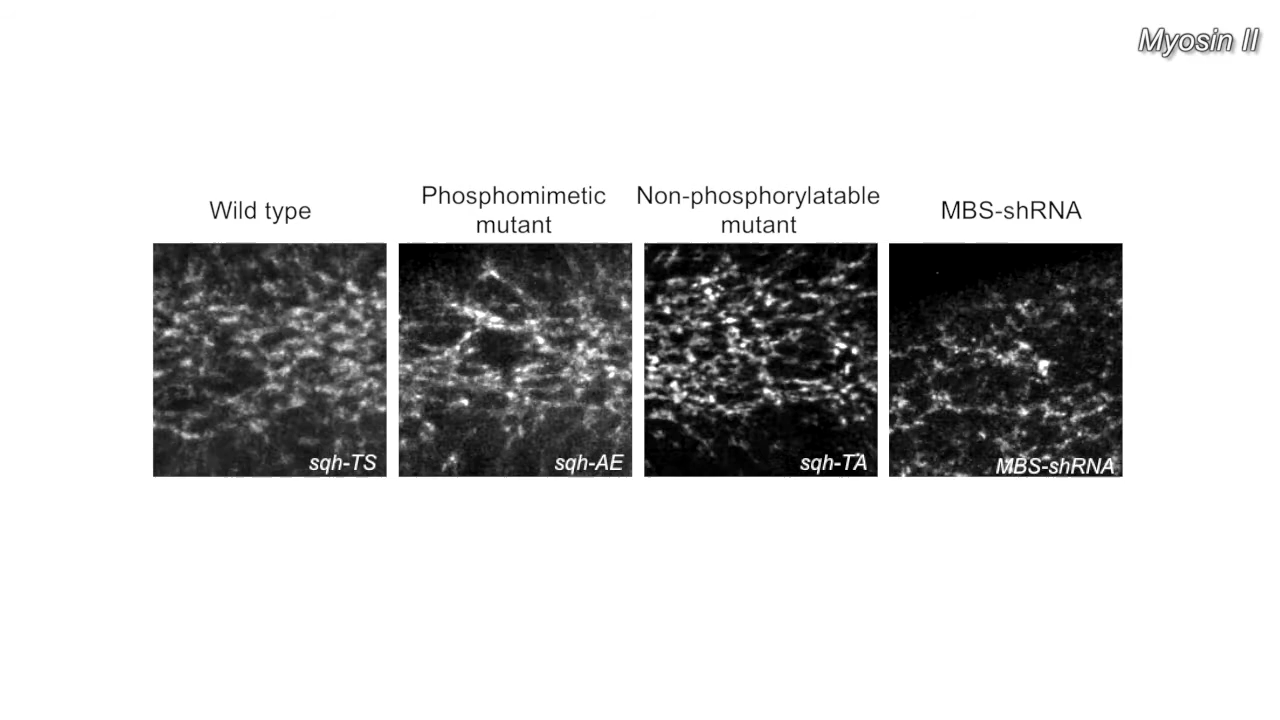 Myosin II
Wild type
Phosphomimetic
mutant
Non-phosphorylatable
mutant
MBS-shRNA
sqh-TS
sqh-AE
sqh-TA
MBS-shRNA